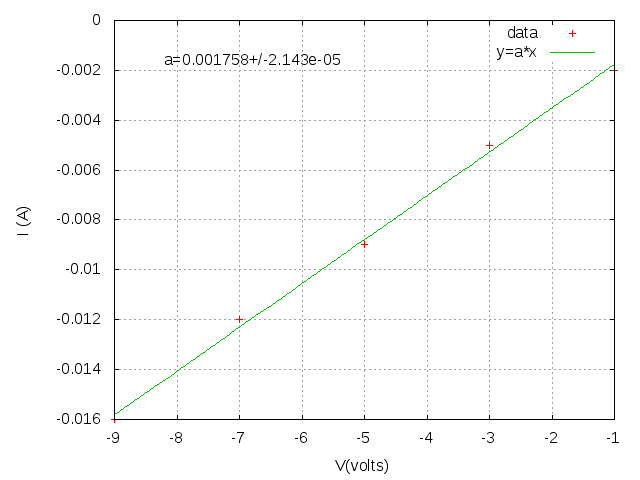 0
-0.002
-0.004
-0.006
-0.008
-0.01
-0.012
-0.014
-0.016
-9 -8 -7 -6 -5 -4 -3 -2 -1
I (A)
V(volts)
a=0.001758+/-2.143e-05
data
y=a*x